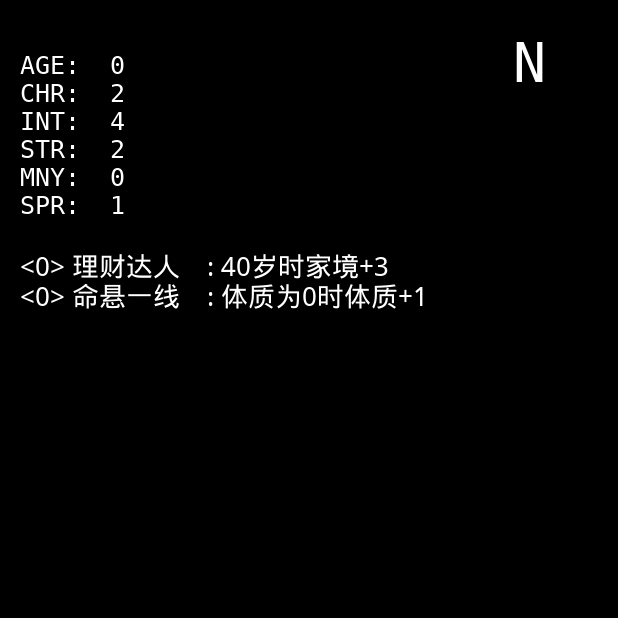 N
AGE: 0
CHR: 2
INT: 4
STR: 2
MNY: 0
SPR: 1
<0> 理财达人 : 40岁时家境+3
<0> 命悬一线 : 体质为0时体质+1